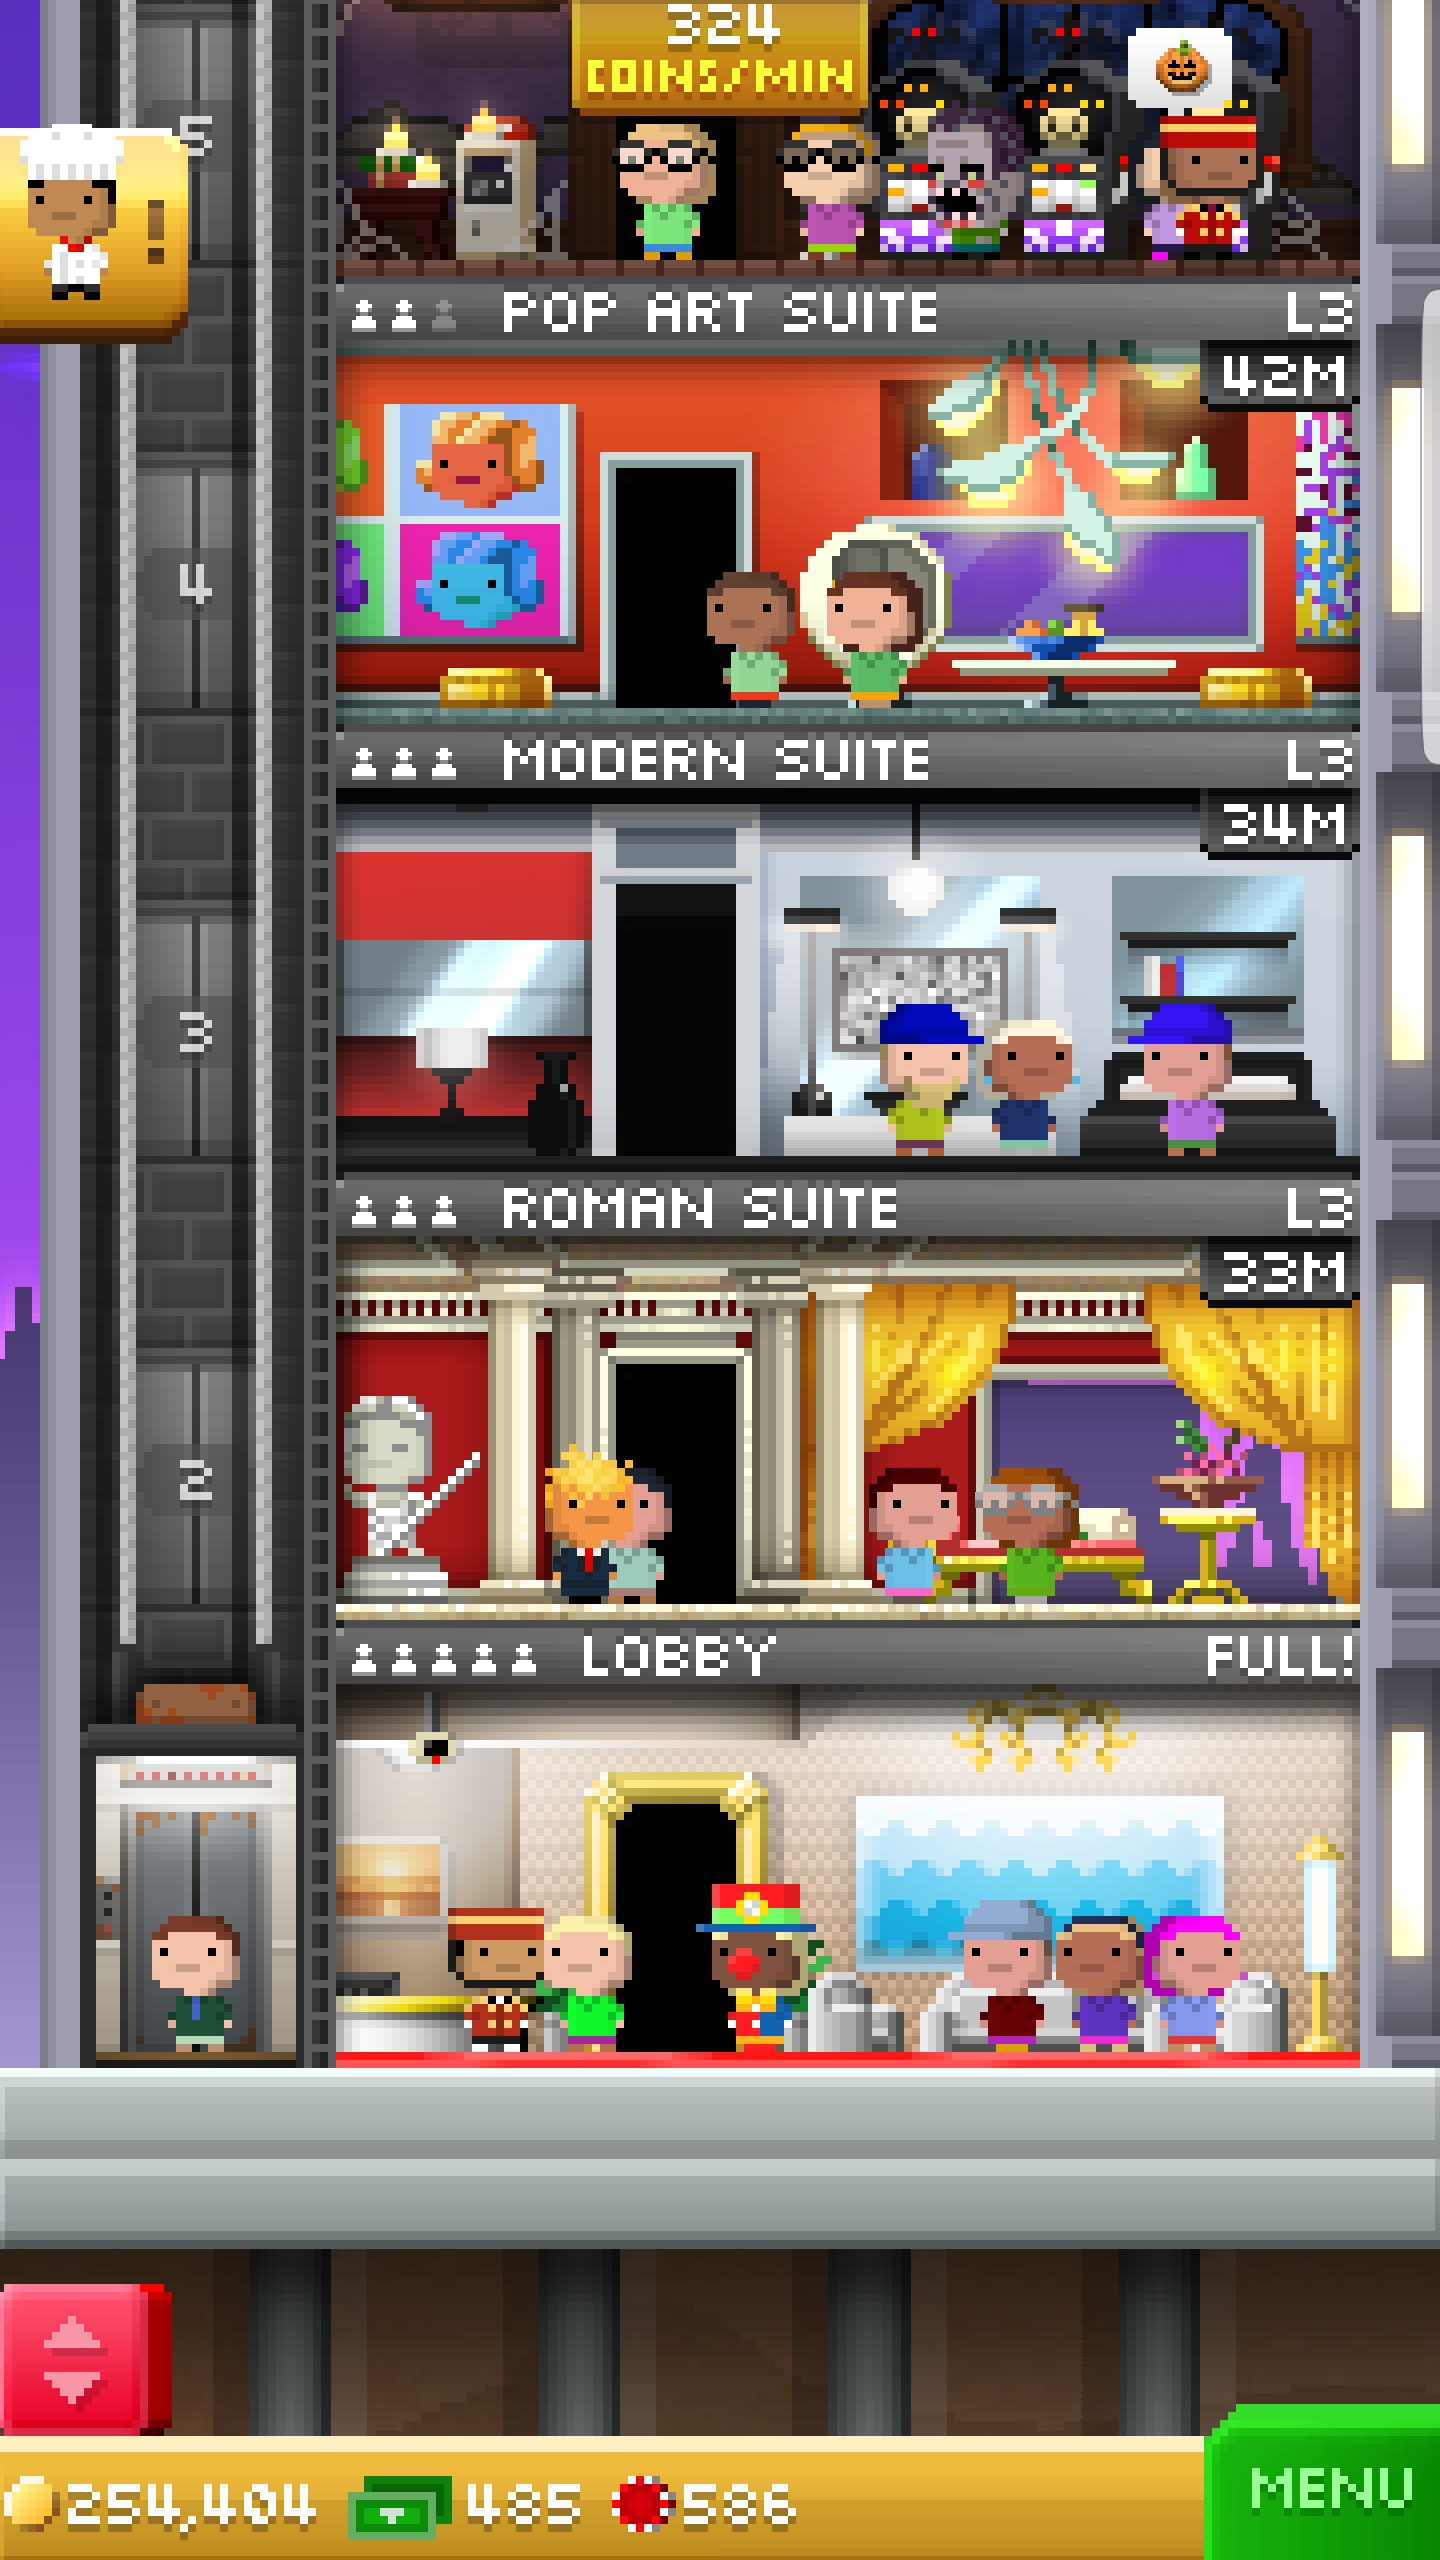 324
COINS/MIN
5
!
POP ART SUITE L3
42M
4
MODERN SUITE L3
34M
3
ROMAN SUITE L3
33M
2
LOBBY FULL!
254,404 485 586
MENU